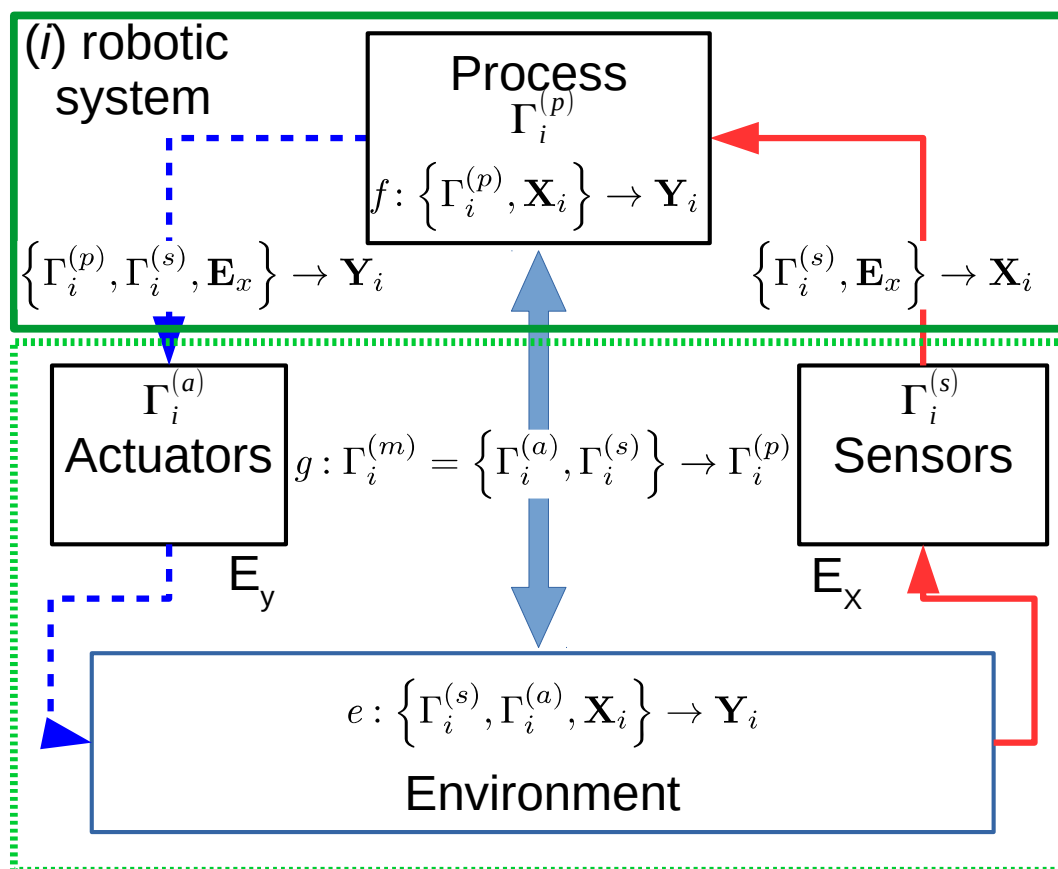 (i) robotic
system
Process
Γ_i^(p)
f: {Γ_i^(p), X_i} → Y_i
{Γ_i^(p), Γ_i^(s), E_x} → Y_i
{Γ_i^(s), E_x} → X_i
Γ_i^(a)
Actuators
g : Γ_i^(m) = {Γ_i^(a), Γ_i^(s)} → Γ_i^(p)
Γ_i^(s)
Sensors
E_y
E_X
e : {Γ_i^(s), Γ_i^(a), X_i} → Y_i
Environment